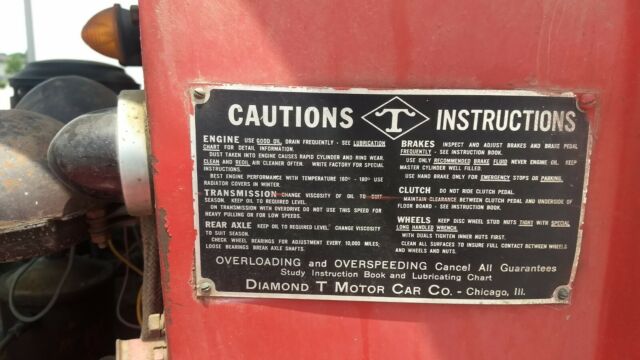 CAUTIONS T INSTRUCTIONS
ENGINE USE GOOD OIL, DRAIN FREQUENTLY - SEE LUBRICATION
CHART FOR DETAIL INFORMATION.
DIRT TAKEN INTO ENGINE CAUSES RAPID CYLINDER AND RING WEAR.
CLEAN AND REOIL AIR CLEANER OFTEN. WRITE FACTORY FOR SPECIAL
INSTRUCTIONS.
BEST ENGINE PERFORMANCE WITH TEMPERATURE 160° - 180° USE
RADIATOR COVERS IN WINTER.
TRANSMISSION CHANGE VISCOSITY OF OIL TO SUIT
SEASON. KEEP OIL TO REQUIRED LEVEL.
ON TRANSMISSION WITH OVERDRIVE DO NOT USE THIS SPEED FOR
HEAVY PULLING OR FOR LOW SPEEDS.
REAR AXLE KEEP OIL TO REQUIRED LEVEL. CHANGE VISCOSITY
TO SUIT SEASON.
CHECK WHEEL BEARINGS FOR ADJUSTMENT EVERY 10,000 MILES.
LOOSE BEARINGS BREAK AXLE SHAFTS.
BRAKES INSPECT AND ADJUST BRAKES AND BRAKE PEDAL
FREQUENTLY - SEE INSTRUCTION BOOK.
USE ONLY RECOMMENDED BRAKE FLUID NEVER ENGINE OIL. KEEP
MASTER CYLINDER WELL FILLED.
USE HAND BRAKE ONLY FOR EMERGENCY STOPS OR PARKING.
CLUTCH DO NOT RIDE CLUTCH PEDAL.
MAINTAIN CLEARANCE BETWEEN CLUTCH PEDAL AND UNDERSIDE OF
FLOOR BOARD - SEE INSTRUCTION BOOK.
WHEELS KEEP DISC WHEEL STUD NUTS TIGHT WITH SPECIAL
LONG HANDLED WRENCH.
WITH DUALS TIGHTEN INNER NUTS FIRST.
CLEAN ALL SURFACES TO INSURE FULL CONTACT BETWEEN WHEELS
AND WHEELS AND NUTS.
OVERLOADING AND OVERSPEEDING Cancel All Guarantees
Study Instruction Book and Lubricating Chart
DIAMOND T MOTOR CAR CO. - Chicago, Ill.